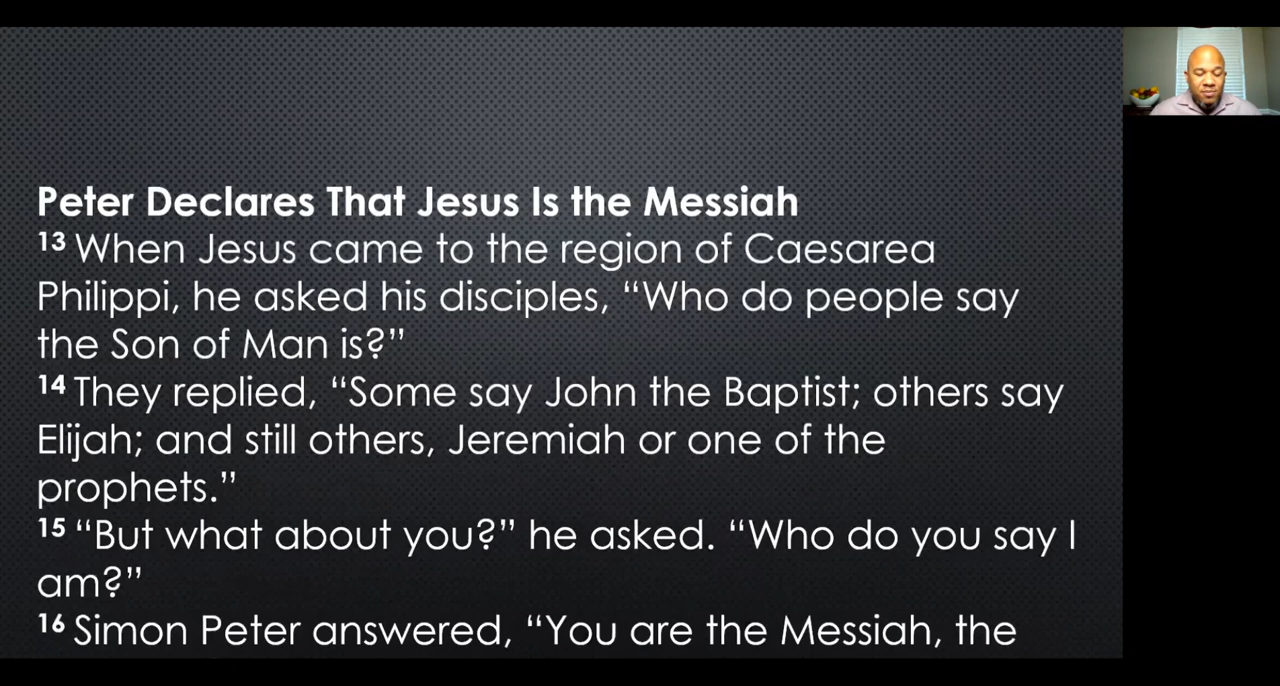 Peter Declares That Jesus Is the Messiah
13 When Jesus came to the region of Caesarea
Philippi, he asked his disciples, “Who do people say
the Son of Man is?”
14 They replied, “Some say John the Baptist; others say
Elijah; and still others, Jeremiah or one of the
prophets.”
15 “But what about you?” he asked. “Who do you say I
am?”
16 Simon Peter answered, “You are the Messiah, the